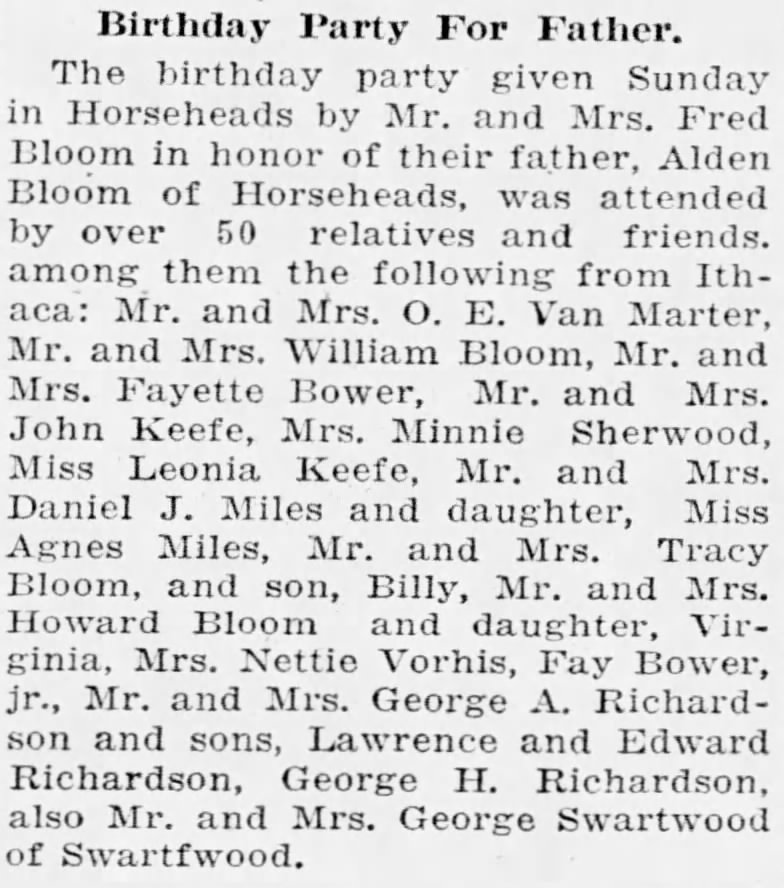 Birthday Party For Father.
The birthday party given Sunday
in Horseheads by Mr. and Mrs. Fred
Bloom in honor of their father, Alden
Bloom of Horseheads, was attended
by over 50 relatives and friends.
among them the following from Ith-
aca: Mr. and Mrs. O. E. Van Marter,
Mr. and Mrs. William Bloom, Mr. and
Mrs. Fayette Bower, Mr. and Mrs.
John Keefe, Mrs. Minnie Sherwood,
Miss Leonia Keefe, Mr. and Mrs.
Daniel J. Miles and daughter, Miss
Agnes Miles, Mr. and Mrs. Tracy
Bloom, and son, Billy, Mr. and Mrs.
Howard Bloom and daughter, Vir-
ginia, Mrs. Nettie Vorhis, Fay Bower,
jr., Mr. and Mrs. George A. Richard-
son and sons, Lawrence and Edward
Richardson, George H. Richardson,
also Mr. and Mrs. George Swartwood
of Swartfwood.